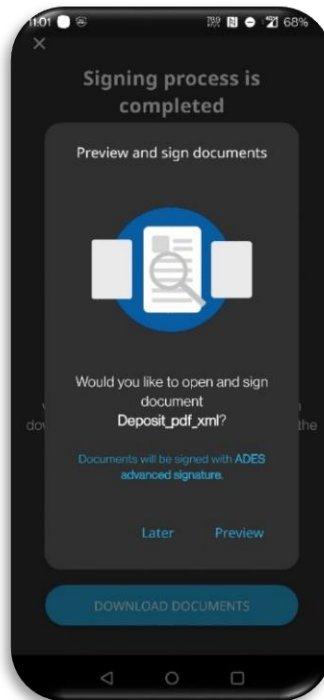 11:01
68%
Signing process is
completed
Preview and sign documents
Would you like to open and sign
document
Deposit_pdf_xml?
Documents will be signed with ADES
advanced signature.
Later Preview
DOWNLOAD DOCUMENTS